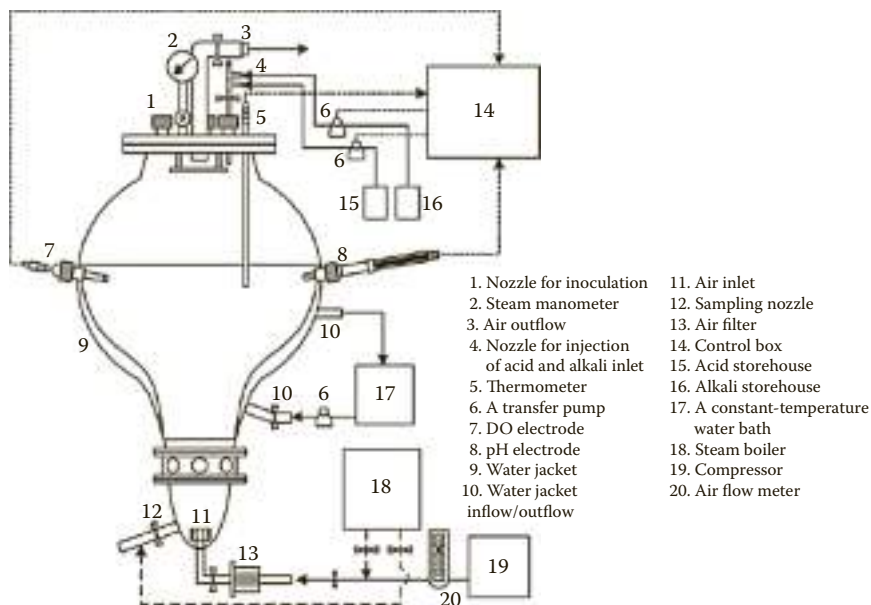 2
3
4
1
5
6
14
6
15
16
7
8
9
10
10
6
17
18
12
11
13
19
20
1. Nozzle for inoculation
2. Steam manometer
3. Air outflow
4. Nozzle for injection
of acid and alkali inlet
5. Thermometer
6. A transfer pump
7. DO electrode
8. pH electrode
9. Water jacket
10. Water jacket
inflow/outflow
11. Air inlet
12. Sampling nozzle
13. Air filter
14. Control box
15. Acid storehouse
16. Alkali storehouse
17. A constant-temperature
water bath
18. Steam boiler
19. Compressor
20. Air flow meter